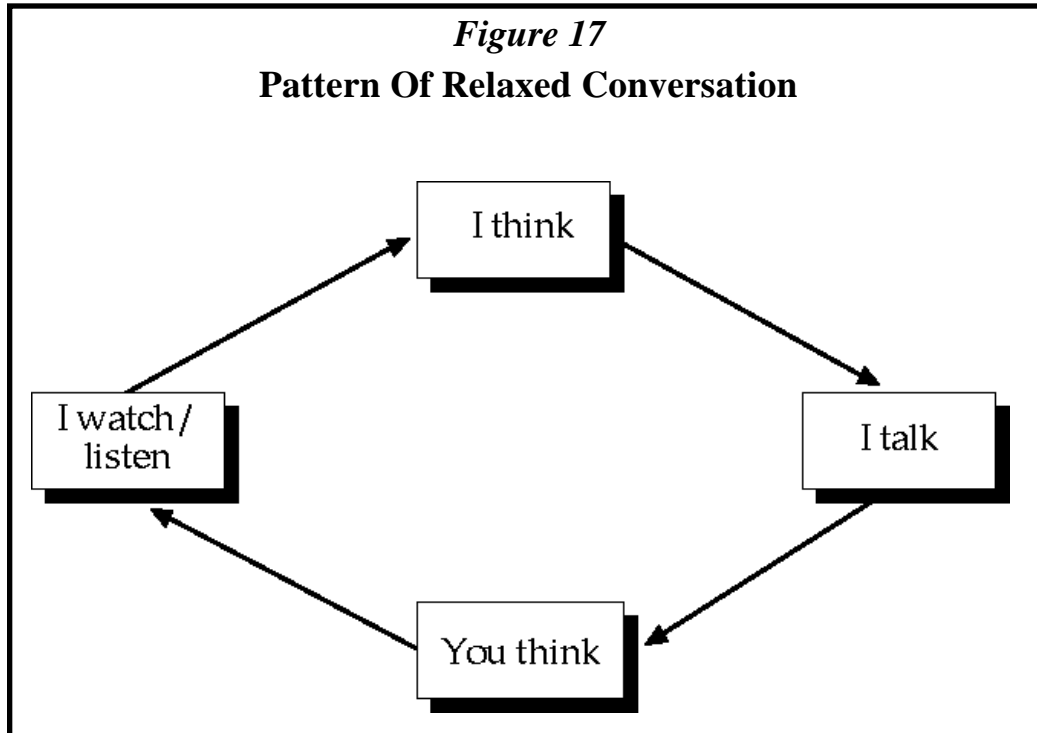 Figure 17
Pattern Of Relaxed Conversation
I think
I watch/
listen
I talk
You think